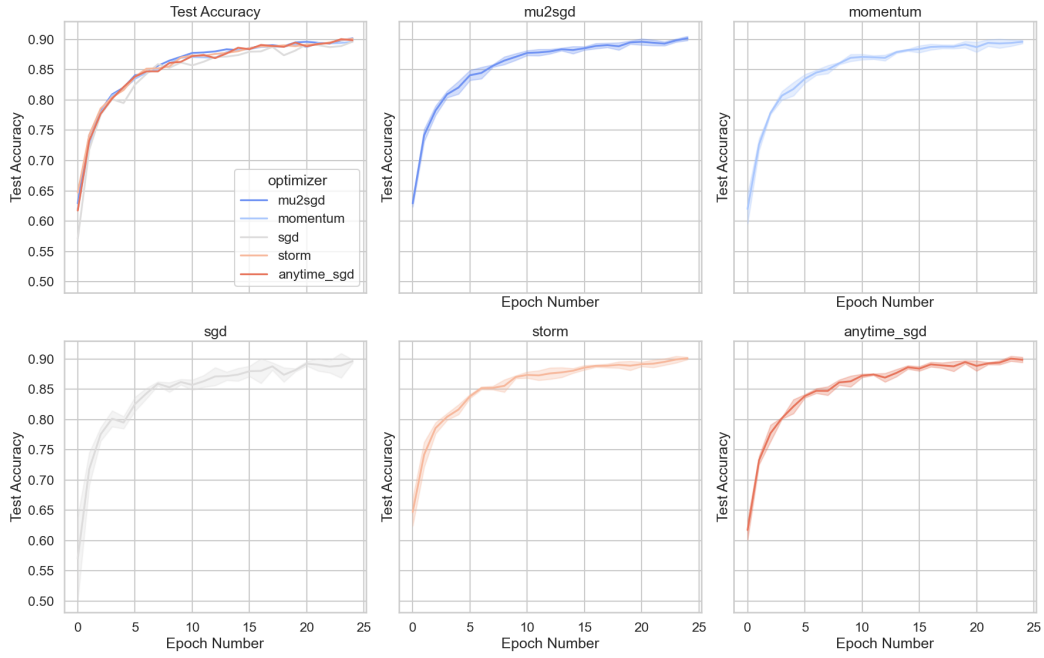 Test Accuracy
mu2sgd
momentum
0.90
0.85
0.80
0.75
0.70
0.65
0.60
0.55
0.50
Test Accuracy
optimizer
mu2sgd
momentum
sgd
storm
anytime_sgd
Test Accuracy
Epoch Number
Test Accuracy
Epoch Number
sgd
storm
anytime_sgd
0.90
0.85
0.80
0.75
0.70
0.65
0.60
0.55
0.50
Test Accuracy
0 5 10 15 20 25
Epoch Number
Test Accuracy
0 5 10 15 20 25
Epoch Number
Test Accuracy
0 5 10 15 20 25
Epoch Number